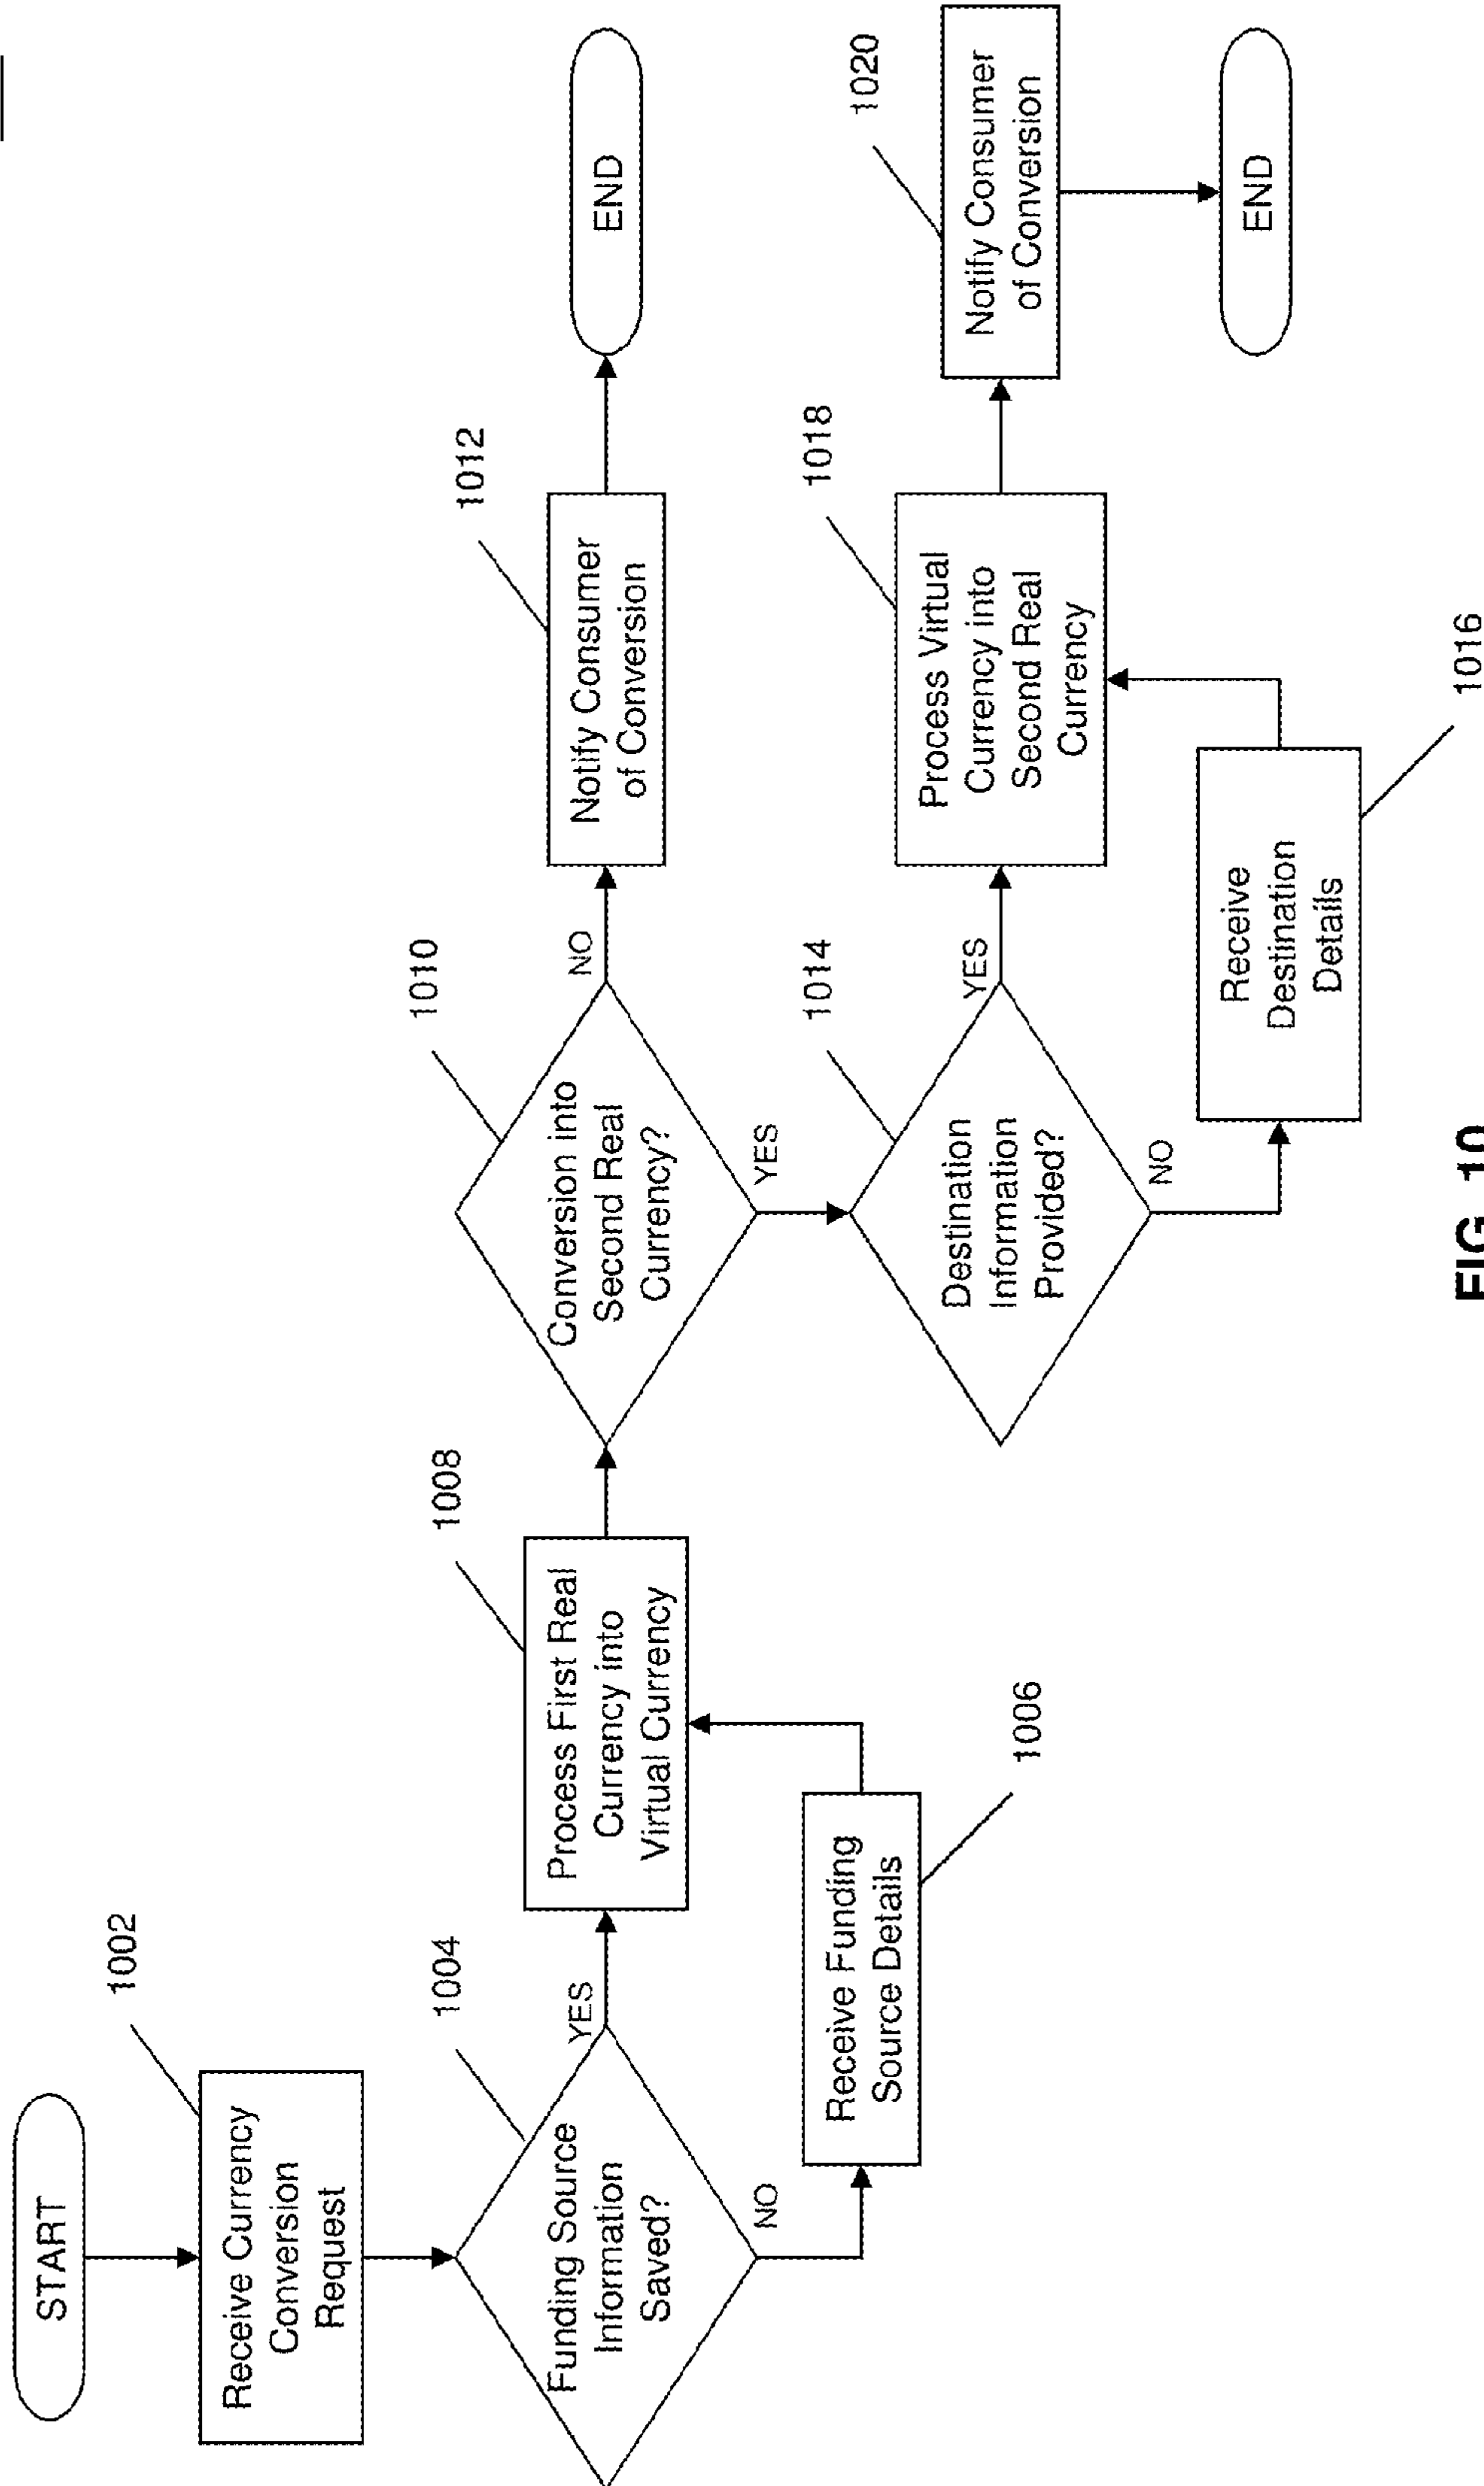 START
1002
Receive Currency
Conversion
Request
1004
Funding Source
Information
Saved?
YES
NO
1006
Receive Funding
Source Details
1008
Process First Real
Currency into
Virtual Currency
1010
Conversion into
Second Real
Currency?
NO
YES
1012
Notify Consumer
of Conversion
END
1014
Destination
Information
Provided?
YES
NO
1016
Receive
Destination
Details
1018
Process Virtual
Currency into
Second Real
Currency
1020
Notify Consumer
of Conversion
END
FIG. 10